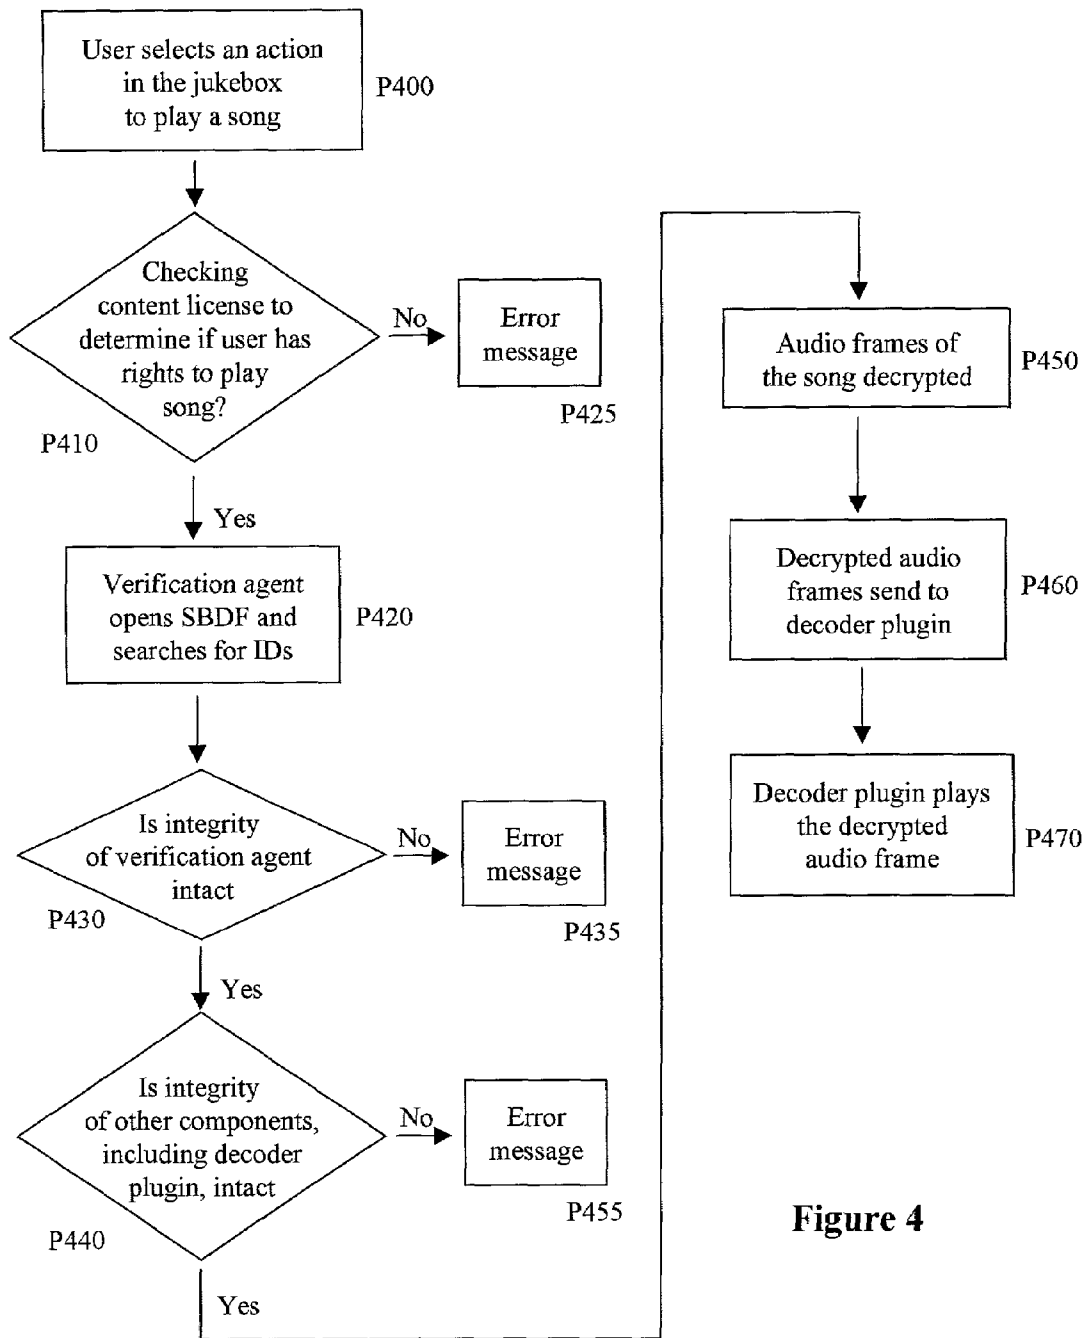 User selects an action
in the jukebox
to play a song
P400
Checking
content license to
determine if user has
rights to play
song?
P410
No
Error
message
P425
Yes
Verification agent
opens SBDF and
searches for IDs
P420
Is integrity
of verification agent
intact
P430
No
Error
message
P435
Yes
Is integrity
of other components,
including decoder
plugin, intact
P440
No
Error
message
P455
Yes
Audio frames of
the song decrypted
P450
Decrypted audio
frames send to
decoder plugin
P460
Decoder plugin plays
the decrypted
audio frame
P470
Figure 4